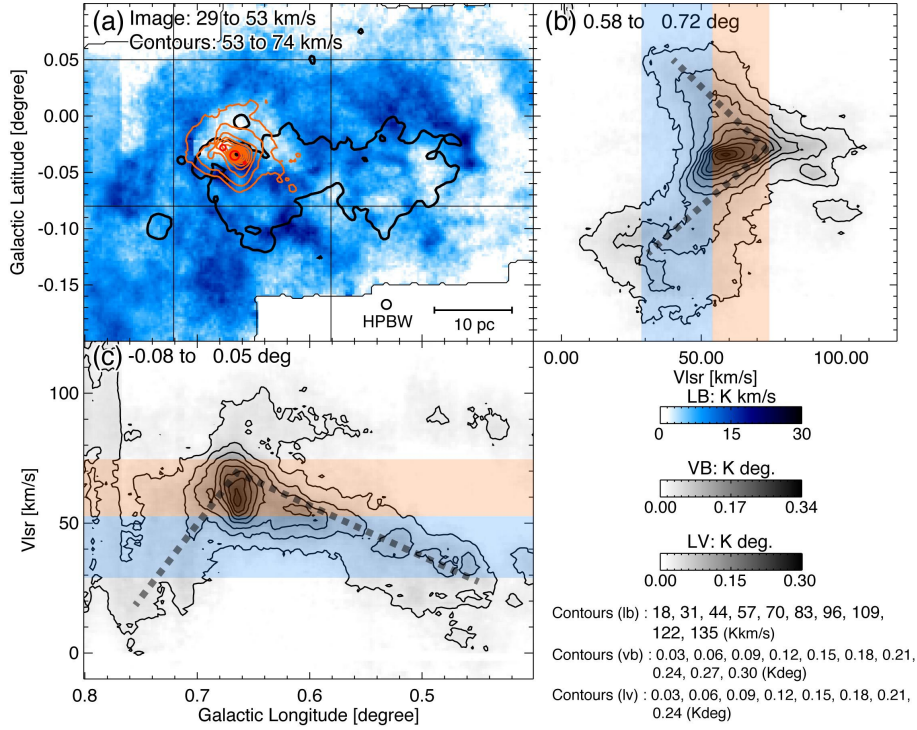 (a) Image: 29 to 53 km/s
Contours: 53 to 74 km/s
0.05
0.00
-0.05
-0.10
-0.15
Galactic Latitude [degree]
HPBW
10 pc
(b) 0.58 to 0.72 deg
0.00 50.00 100.00
Vlsr [km/s]
(c) -0.08 to 0.05 deg
100
50
0
Vlsr [km/s]
0.8 0.7 0.6 0.5
Galactic Longitude [degree]
LB: K km/s
0 15 30
VB: K deg.
0.00 0.17 0.34
LV: K deg.
0.00 0.15 0.30
Contours (lb) : 18, 31, 44, 57, 70, 83, 96, 109,
122, 135 (Kkm/s)
Contours (vb) : 0.03, 0.06, 0.09, 0.12, 0.15, 0.18, 0.21,
0.24, 0.27, 0.30 (Kdeg)
Contours (lv) : 0.03, 0.06, 0.09, 0.12, 0.15, 0.18, 0.21,
0.24 (Kdeg)